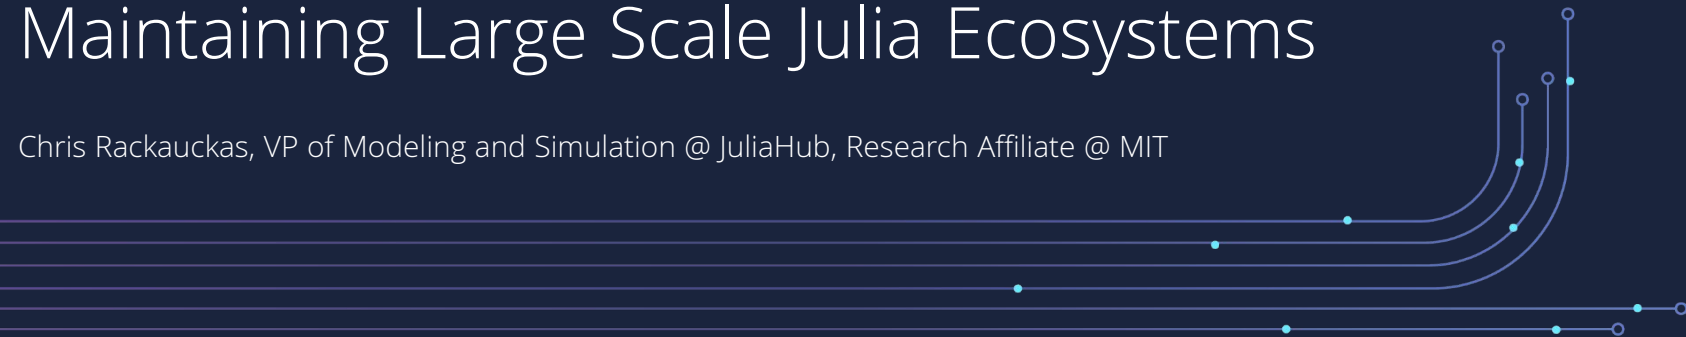 Maintaining Large Scale Julia Ecosystems
Chris Rackauckas, VP of Modeling and Simulation @ JuliaHub, Research Affiliate @ MIT